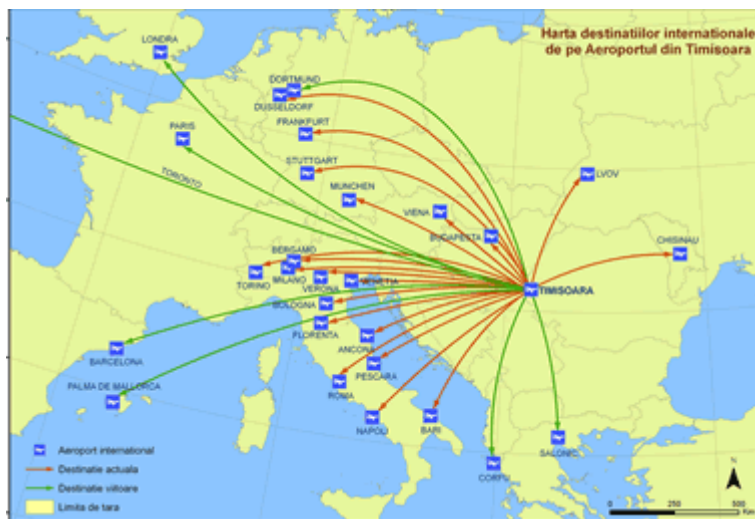 Harta destinatiilor internationale
de pe Aeroportul din Timisoara
LONDRA
DORTMUND
DUSSELDORF
FRANKFURT
PARIS
STUTTGART
TORONTO
MUNCHEN
LVOV
VIENA
BUDAPESTA
CHISINAU
BERGAMO
TORINO
MILANO
VERONA
VENETIA
TIMISOARA
BOLOGNA
FLORENTA
ANCONA
BARCELONA
PESCARA
PALMA DE MALLORCA
ROMA
NAPOLI
BARI
SALONIC
CORFU
Aeroport international
Destinatie actuala
Destinatie viitoare
Limita de tara
N
0 250 500